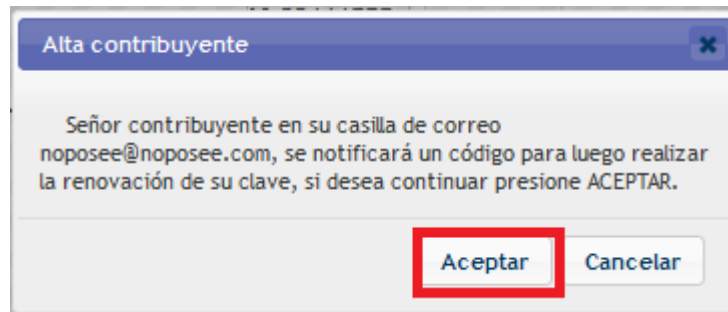 Alta contribuyente
Señor contribuyente en su casilla de correo
noposee@noposee.com, se notificará un código para luego realizar
la renovación de su clave, si desea continuar presione ACEPTAR.
Aceptar Cancelar